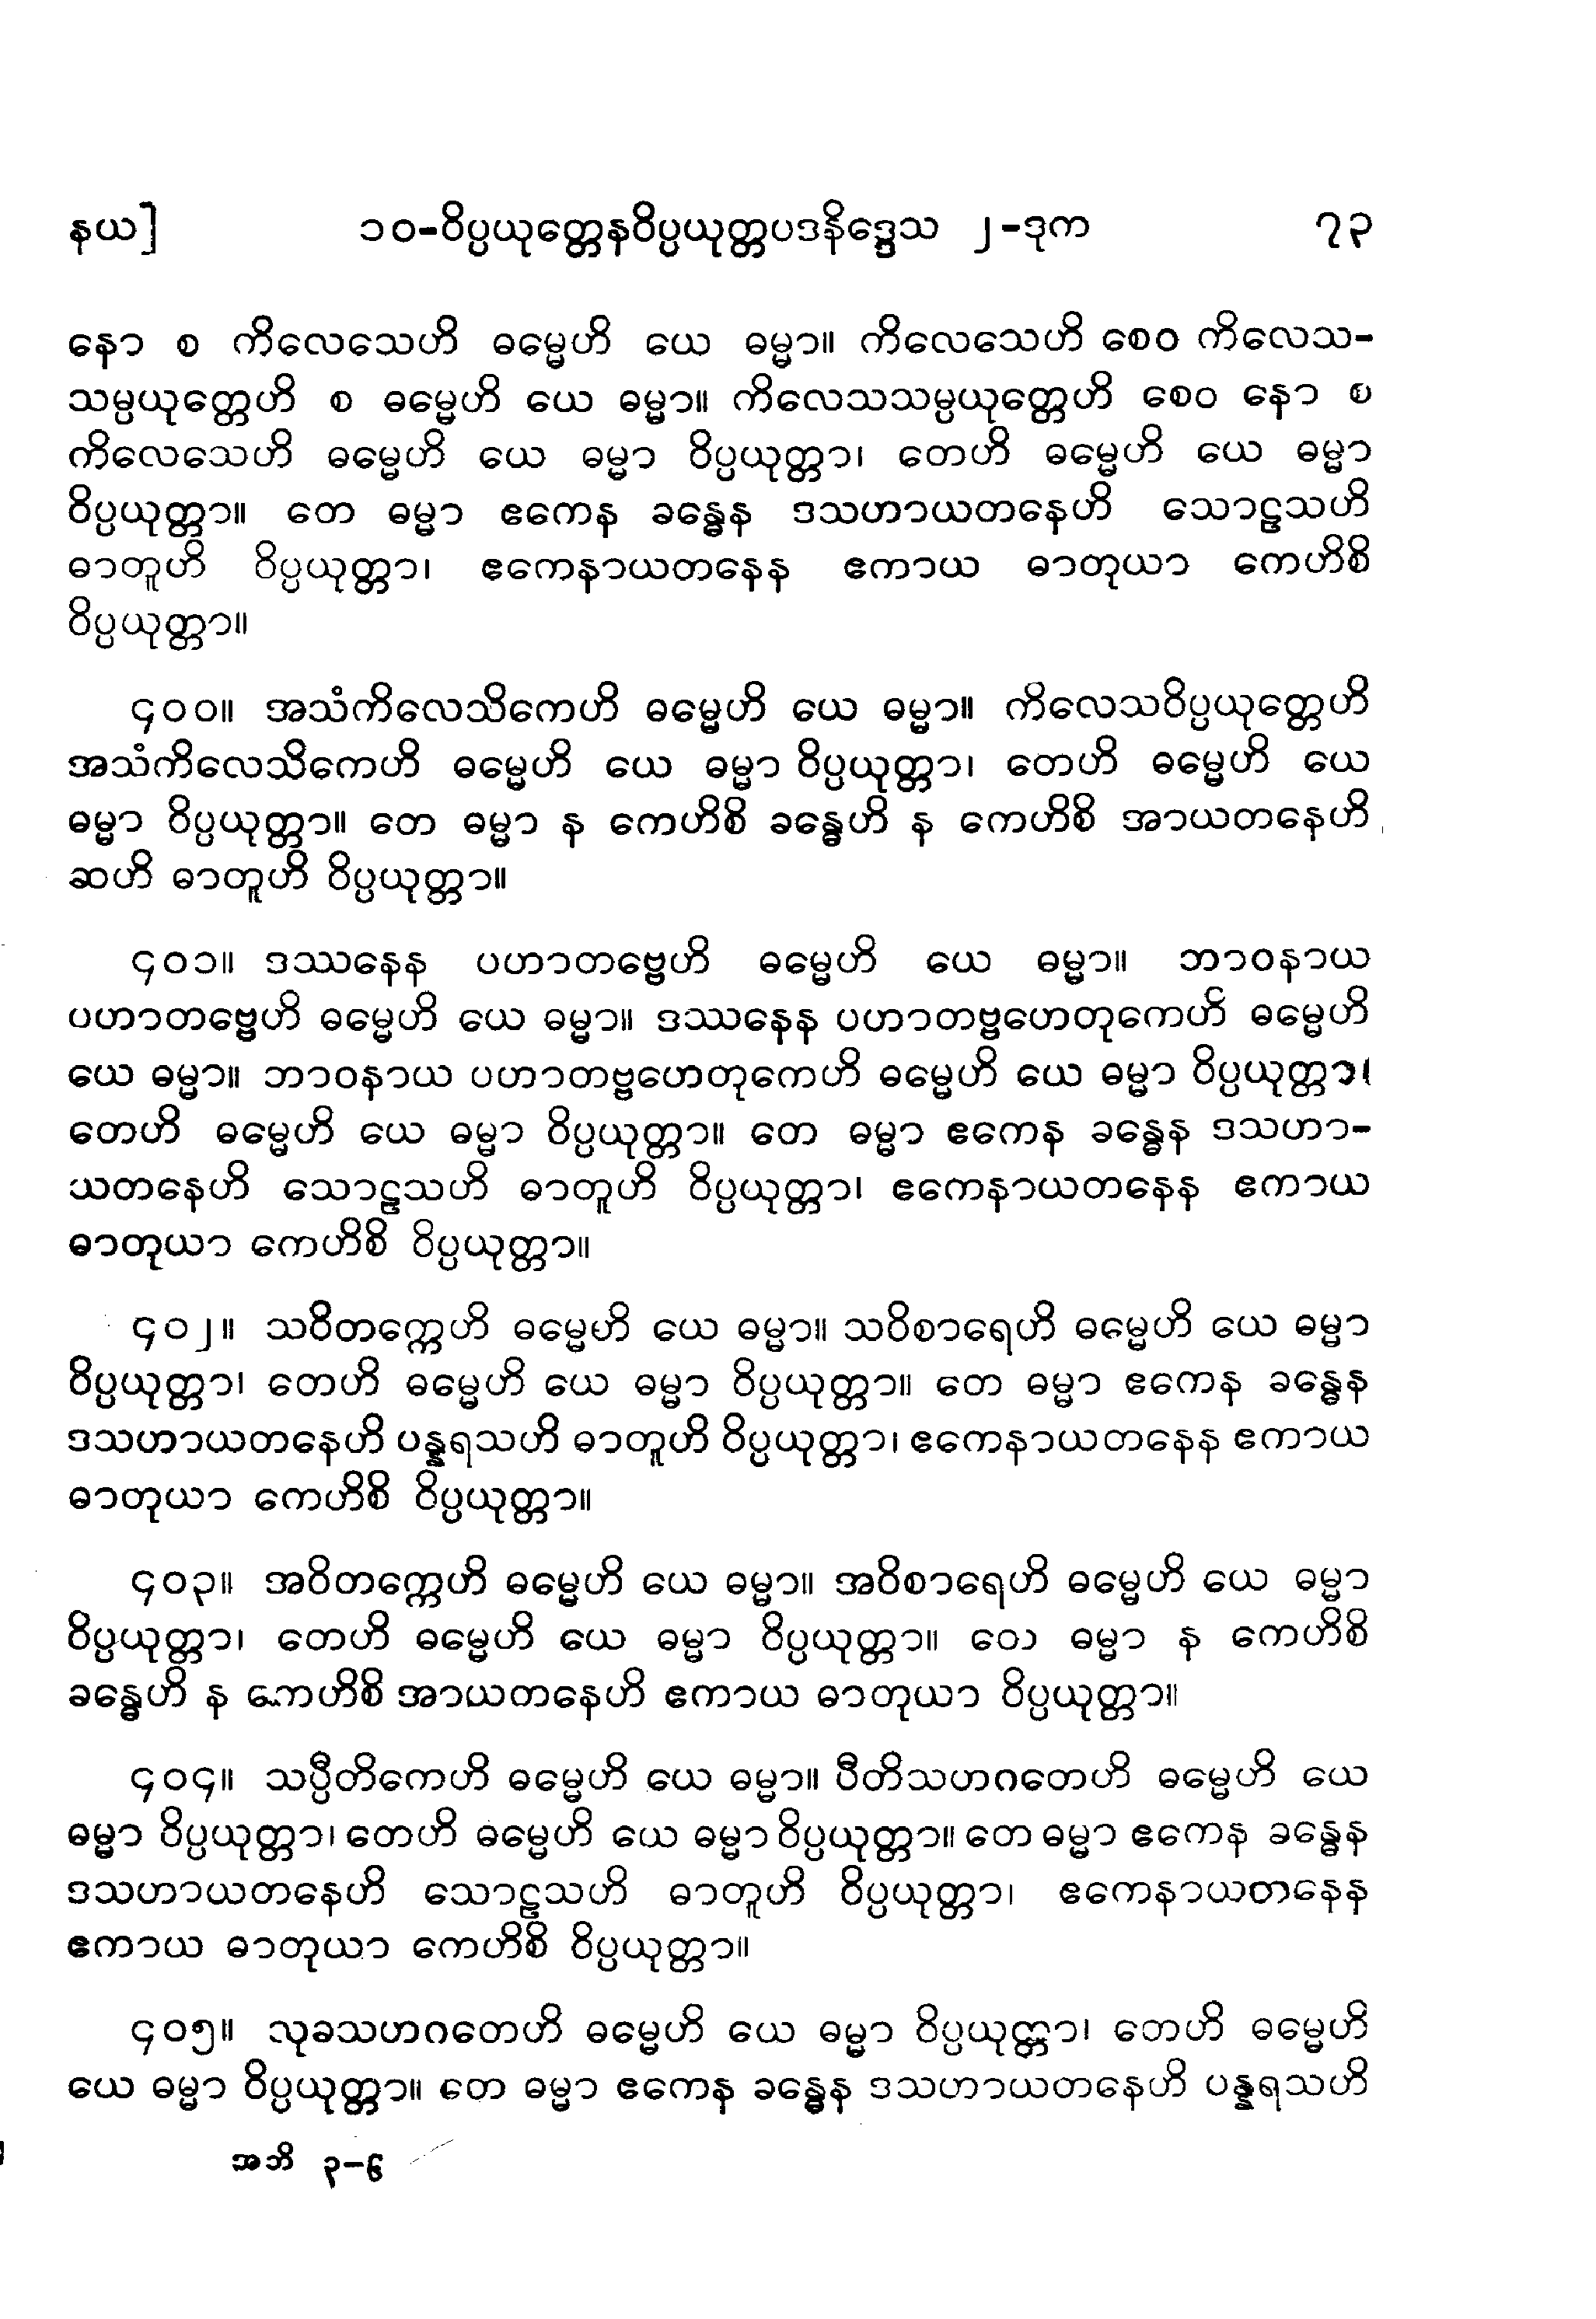 နယ] ၁၀-ဝိပ္ပယုတ္တေနဝိပ္ပယုတ္တပဒနိဒ္ဒေသ ၂-ဒုက ၇၃
နော စ ကိလေသေဟိ ဓမ္မေဟိ ယေ ဓမ္မာ။ ကိလေသေဟိ စေဝ ကိလေသ-
သမ္ပယုတ္တေဟိ စ ဓမ္မေဟိ ယေ ဓမ္မာ။ ကိလေသသမ္ပယုတ္တေဟိ စေဝ နော စ
ကိလေသေဟိ ဓမ္မေဟိ ယေ ဓမ္မာ ဝိပ္ပယုတ္တာ၊ တေဟိ ဓမ္မေဟိ ယေ ဓမ္မာ
ဝိပ္ပယုတ္တာ။ တေ ဓမ္မာ ဧကေန ခန္ဓေန ဒသဟာယတနေဟိ သောဠသဟိ
ဓာတူဟိ ဝိပ္ပယုတ္တာ၊ ဧကေနာယတနေန ဧကာယ ဓာတုယာ ကေဟိစိ
ဝိပ္ပယုတ္တာ။
၄၀၀။ အသံကိလေသိကေဟိ ဓမ္မေဟိ ယေ ဓမ္မာ။ ကိလေသဝိပ္ပယုတ္တေဟိ
အသံကိလေသိကေဟိ ဓမ္မေဟိ ယေ ဓမ္မာ ဝိပ္ပယုတ္တာ၊ တေဟိ ဓမ္မေဟိ ယေ
ဓမ္မာ ဝိပ္ပယုတ္တာ။ တေ ဓမ္မာ န ကေဟိစိ ခန္ဓေဟိ န ကေဟိစိ အာယတနေဟိ
ဆဟိ ဓာတူဟိ ဝိပ္ပယုတ္တာ။
၄၀၁။ ဒဿနေန ပဟာတဗ္ဗေဟိ ဓမ္မေဟိ ယေ ဓမ္မာ။ ဘာဝနာယ
ပဟာတဗ္ဗေဟိ ဓမ္မေဟိ ယေ ဓမ္မာ။ ဒဿနေန ပဟာတဗ္ဗဟေတုကေဟိ ဓမ္မေဟိ
ယေ ဓမ္မာ။ ဘာဝနာယ ပဟာတဗ္ဗဟေတုကေဟိ ဓမ္မေဟိ ယေ ဓမ္မာ ဝိပ္ပယုတ္တာ၊
တေဟိ ဓမ္မေဟိ ယေ ဓမ္မာ ဝိပ္ပယုတ္တာ။ တေ ဓမ္မာ ဧကေန ခန္ဓေန ဒသဟာ-
ယတနေဟိ သောဠသဟိ ဓာတူဟိ ဝိပ္ပယုတ္တာ၊ ဧကေနာယတနေန ဧကာယ
ဓာတုယာ ကေဟိစိ ဝိပ္ပယုတ္တာ။
၄၀၂။ သဝိတက္ကေဟိ ဓမ္မေဟိ ယေ ဓမ္မာ။ သဝိစာရေဟိ ဓမ္မေဟိ ယေ ဓမ္မာ
ဝိပ္ပယုတ္တာ၊ တေဟိ ဓမ္မေဟိ ယေ ဓမ္မာ ဝိပ္ပယုတ္တာ။ တေ ဓမ္မာ ဧကေန ခန္ဓေန
ဒသဟာယတနေဟိ ပန္နရသဟိ ဓာတူဟိ ဝိပ္ပယုတ္တာ၊ ဧကေနာယတနေန ဧကာယ
ဓာတုယာ ကေဟိစိ ဝိပ္ပယုတ္တာ။
၄၀၃။ အဝိတက္ကေဟိ ဓမ္မေဟိ ယေ ဓမ္မာ။ အဝိစာရေဟိ ဓမ္မေဟိ ယေ ဓမ္မာ
ဝိပ္ပယုတ္တာ၊ တေဟိ ဓမ္မေဟိ ယေ ဓမ္မာ ဝိပ္ပယုတ္တာ။ တေ ဓမ္မာ န ကေဟိစိ
ခန္ဓေဟိ န ကေဟိစိ အာယတနေဟိ ဧကာယ ဓာတုယာ ဝိပ္ပယုတ္တာ။
၄၀၄။ သပ္ပီတိကေဟိ ဓမ္မေဟိ ယေ ဓမ္မာ။ ပီတိသဟဂတေဟိ ဓမ္မေဟိ ယေ
ဓမ္မာ ဝိပ္ပယုတ္တာ၊ တေဟိ ဓမ္မေဟိ ယေ ဓမ္မာ ဝိပ္ပယုတ္တာ။ တေ ဓမ္မာ ဧကေန ခန္ဓေန
ဒသဟာယတနေဟိ သောဠသဟိ ဓာတူဟိ ဝိပ္ပယုတ္တာ၊ ဧကေနာယတနေန
ဧကာယ ဓာတုယာ ကေဟိစိ ဝိပ္ပယုတ္တာ။
၄၀၅။ သုခသဟဂတေဟိ ဓမ္မေဟိ ယေ ဓမ္မာ ဝိပ္ပယုတ္တာ၊ တေဟိ ဓမ္မေဟိ
ယေ ဓမ္မာ ဝိပ္ပယုတ္တာ။ တေ ဓမ္မာ ဧကေန ခန္ဓေန ဒသဟာယတနေဟိ ပန္နရသဟိ
အဘိ ၃-၆